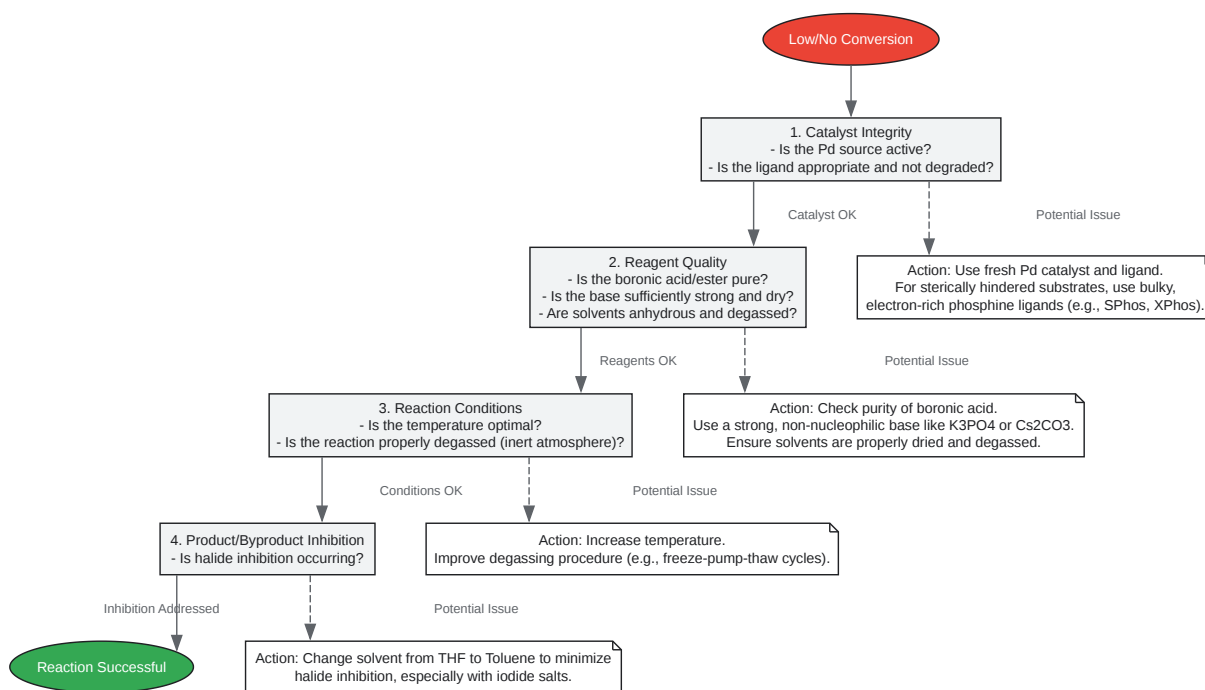 Low/No Conversion
1. Catalyst Integrity
- Is the Pd source active?
- Is the ligand appropriate and not degraded?
Catalyst OK
Potential Issue
2. Reagent Quality
- Is the boronic acid/ester pure?
- Is the base sufficiently strong and dry?
- Are solvents anhydrous and degassed?
Action: Use fresh Pd catalyst and ligand.
For sterically hindered substrates, use bulky,
electron-rich phosphine ligands (e.g., SPhos, XPhos).
Reagents OK
Potential Issue
3. Reaction Conditions
- Is the temperature optimal?
- Is the reaction properly degassed (inert atmosphere)?
Action: Check purity of boronic acid.
Use a strong, non-nucleophilic base like K3PO4 or Cs2CO3.
Ensure solvents are properly dried and degassed.
Conditions OK
Potential Issue
4. Product/Byproduct Inhibition
- Is halide inhibition occurring?
Action: Increase temperature.
Improve degassing procedure (e.g., freeze-pump-thaw cycles).
Inhibition Addressed
Potential Issue
Reaction Successful
Action: Change solvent from THF to Toluene to minimize
halide inhibition, especially with iodide salts.